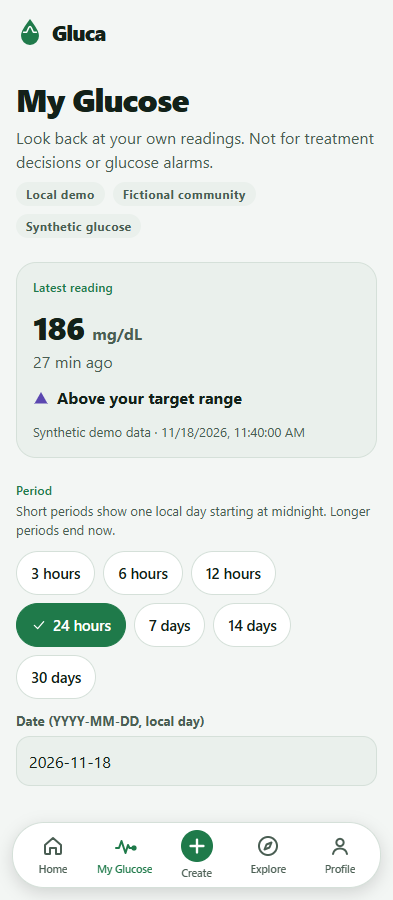 Gluca
My Glucose
Look back at your own readings. Not for treatment
decisions or glucose alarms.
Local demo
Fictional community
Synthetic glucose
Latest reading
186 mg/dL
27 min ago
Above your target range
Synthetic demo data · 11/18/2026, 11:40:00 AM
Period
Short periods show one local day starting at midnight. Longer
periods end now.
3 hours
6 hours
12 hours
24 hours
7 days
14 days
30 days
Date (YYYY-MM-DD, local day)
2026-11-18
Home
My Glucose
Create
Explore
Profile